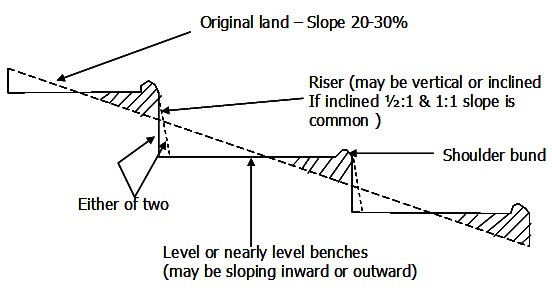 Original land – Slope 20-30%
Riser (may be vertical or inclined
If inclined ½:1 & 1:1 slope is
common )
Shoulder bund
Either of two
Level or nearly level benches
(may be sloping inward or outward)